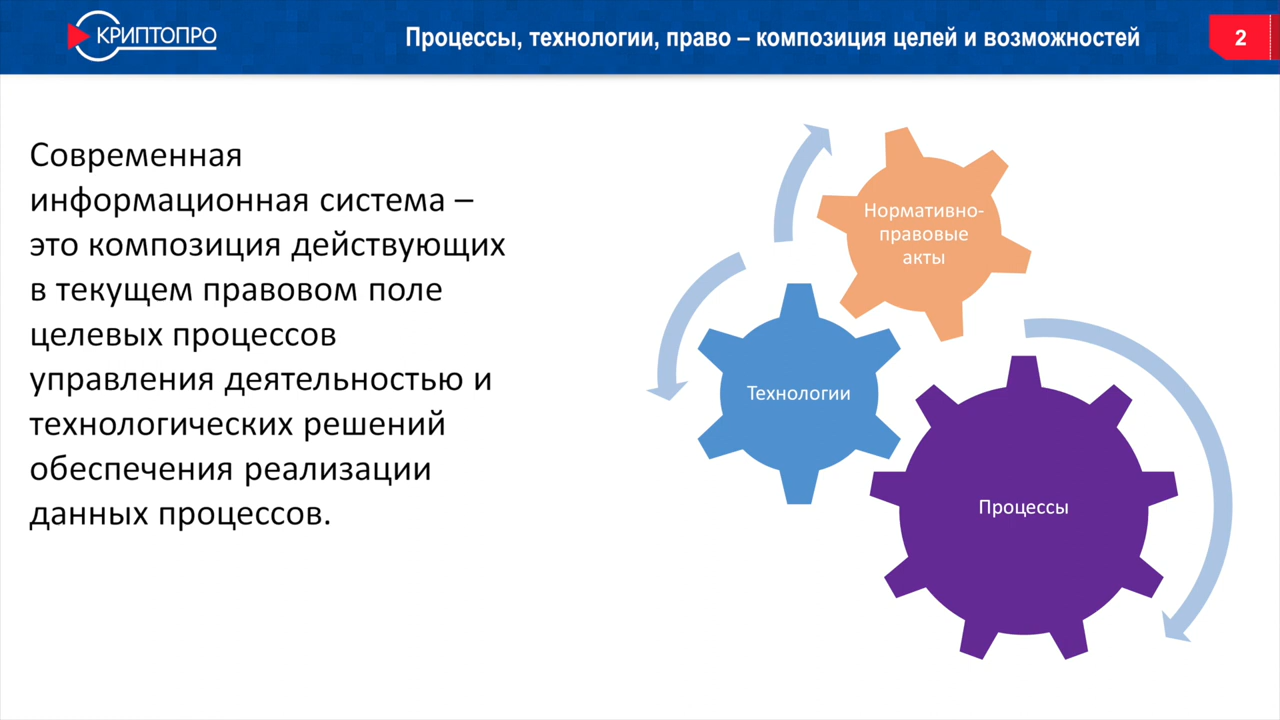 КРИПТОПРО
Процессы, технологии, право – композиция целей и возможностей
2
Современная
информационная система –
это композиция действующих
в текущем правовом поле
целевых процессов
управления деятельностью и
технологических решений
обеспечения реализации
данных процессов.
Нормативно-
правовые
акты
Технологии
Процессы